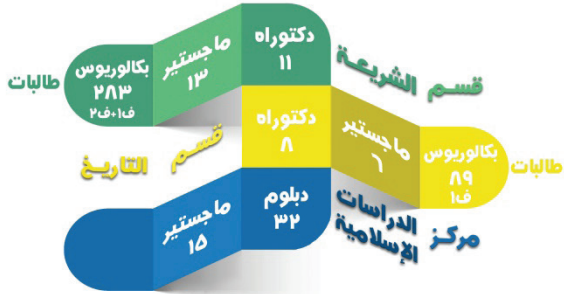 قسم الشريعة
دكتوراه
١١
ماجستير
١٣
بكالوريوس
٢٨٣
ف١+ف٢
طالبات
قسم التاريخ
دكتوراه
٨
ماجستير
٦
بكالوريوس
٨٩
ف١
طالبات
مركز الدراسات
الإسلامية
دبلوم
٣٢
ماجستير
١٥